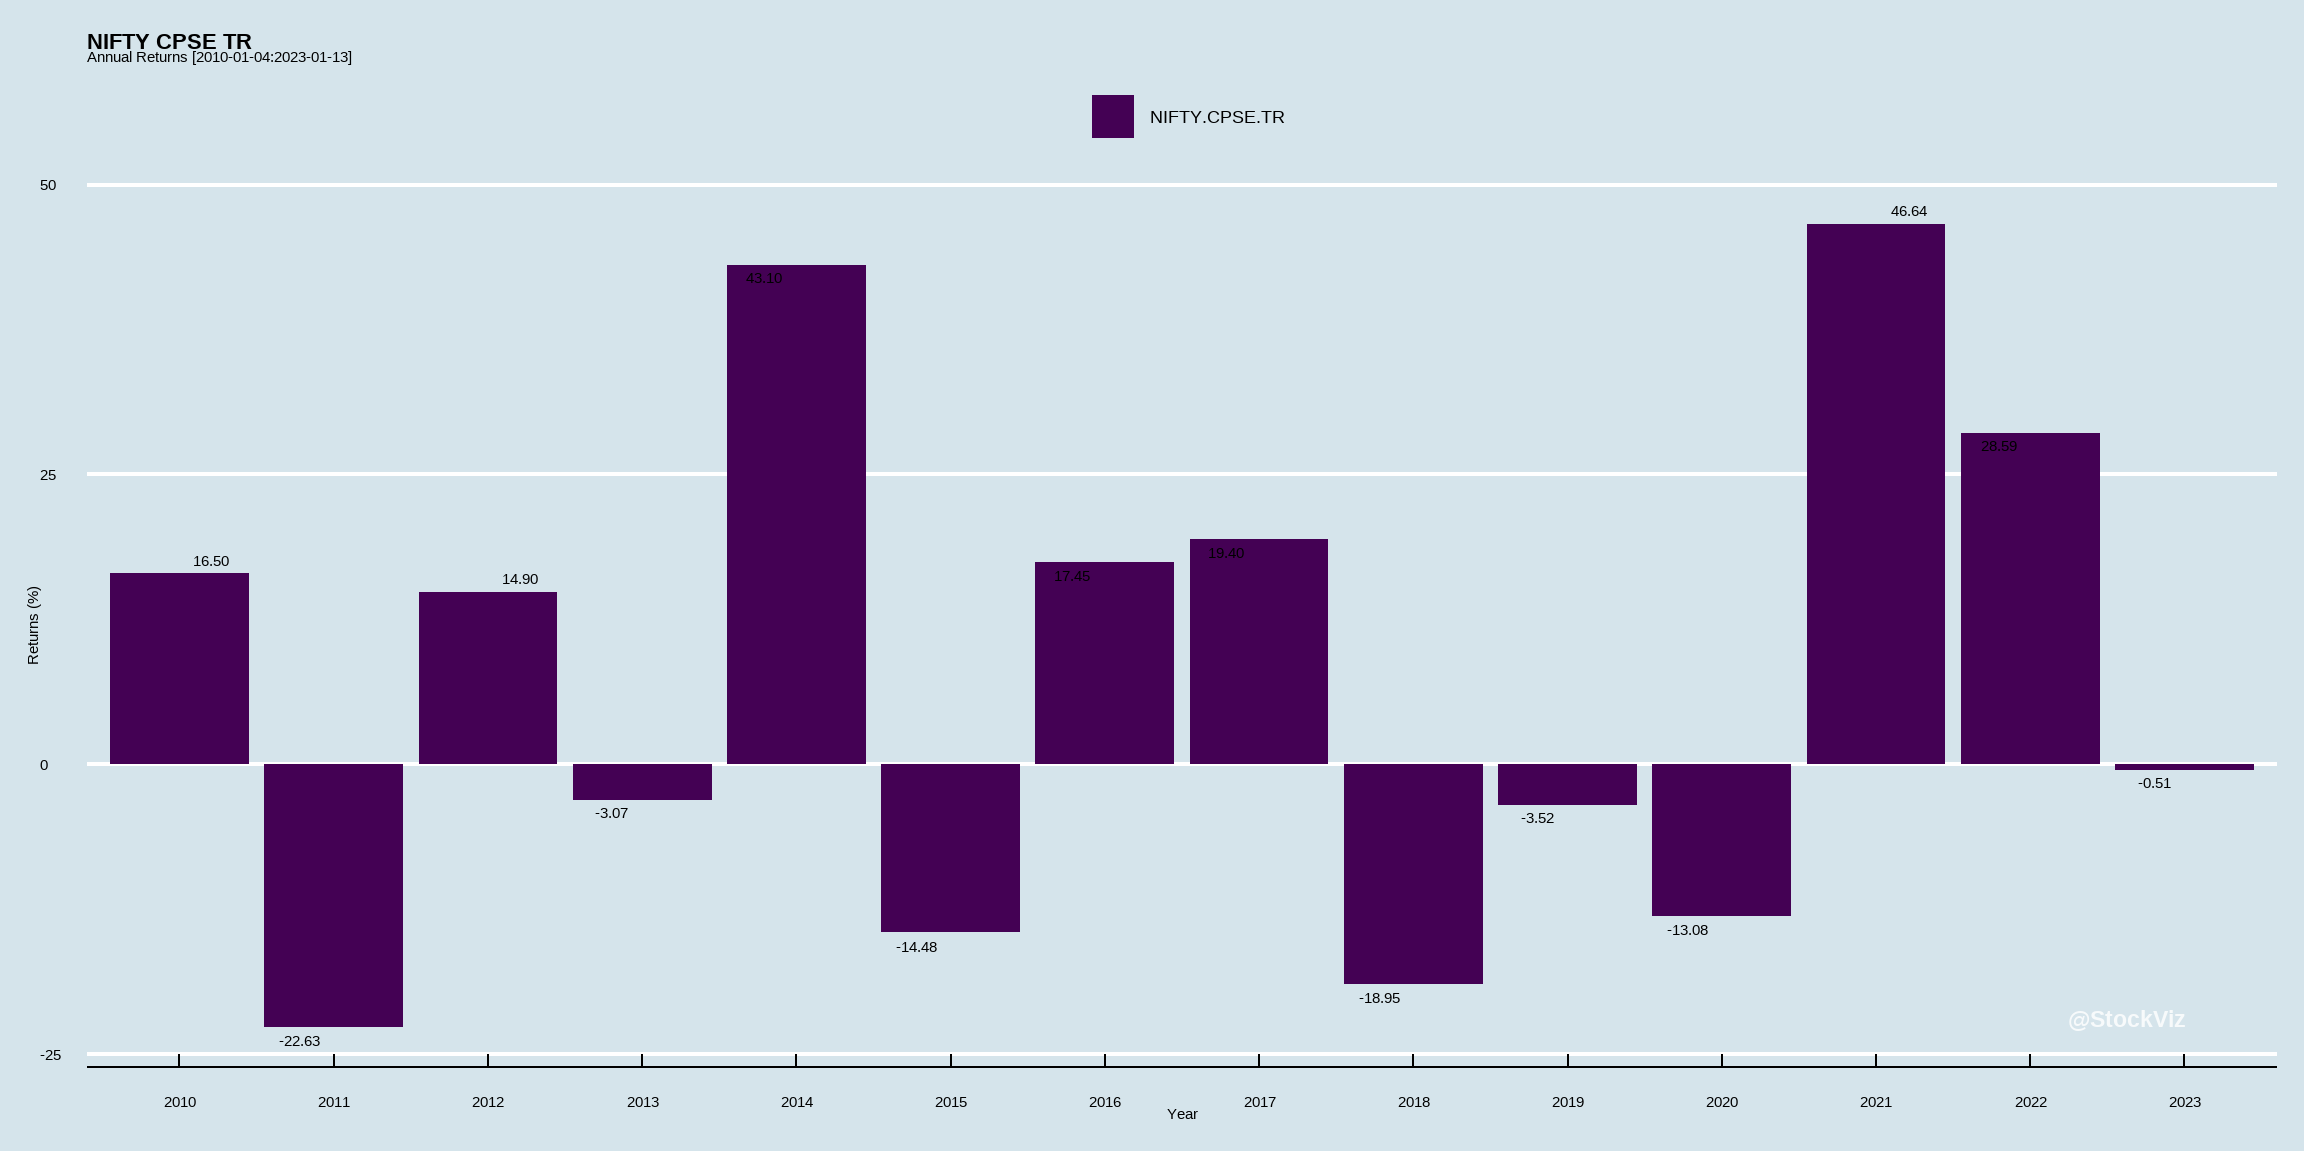 NIFTY CPSE TR
Annual Returns [2010-01-04:2023-01-13]
NIFTY.CPSE.TR
50
46.64
43.10
28.59
25
19.40
17.45
16.50
14.90
Returns (%)
0
-0.51
-3.07
-3.52
-13.08
-14.48
-18.95
@StockViz
-22.63
-25
2010 2011 2012 2013 2014 2015 2016 2017 2018 2019 2020 2021 2022 2023
Year